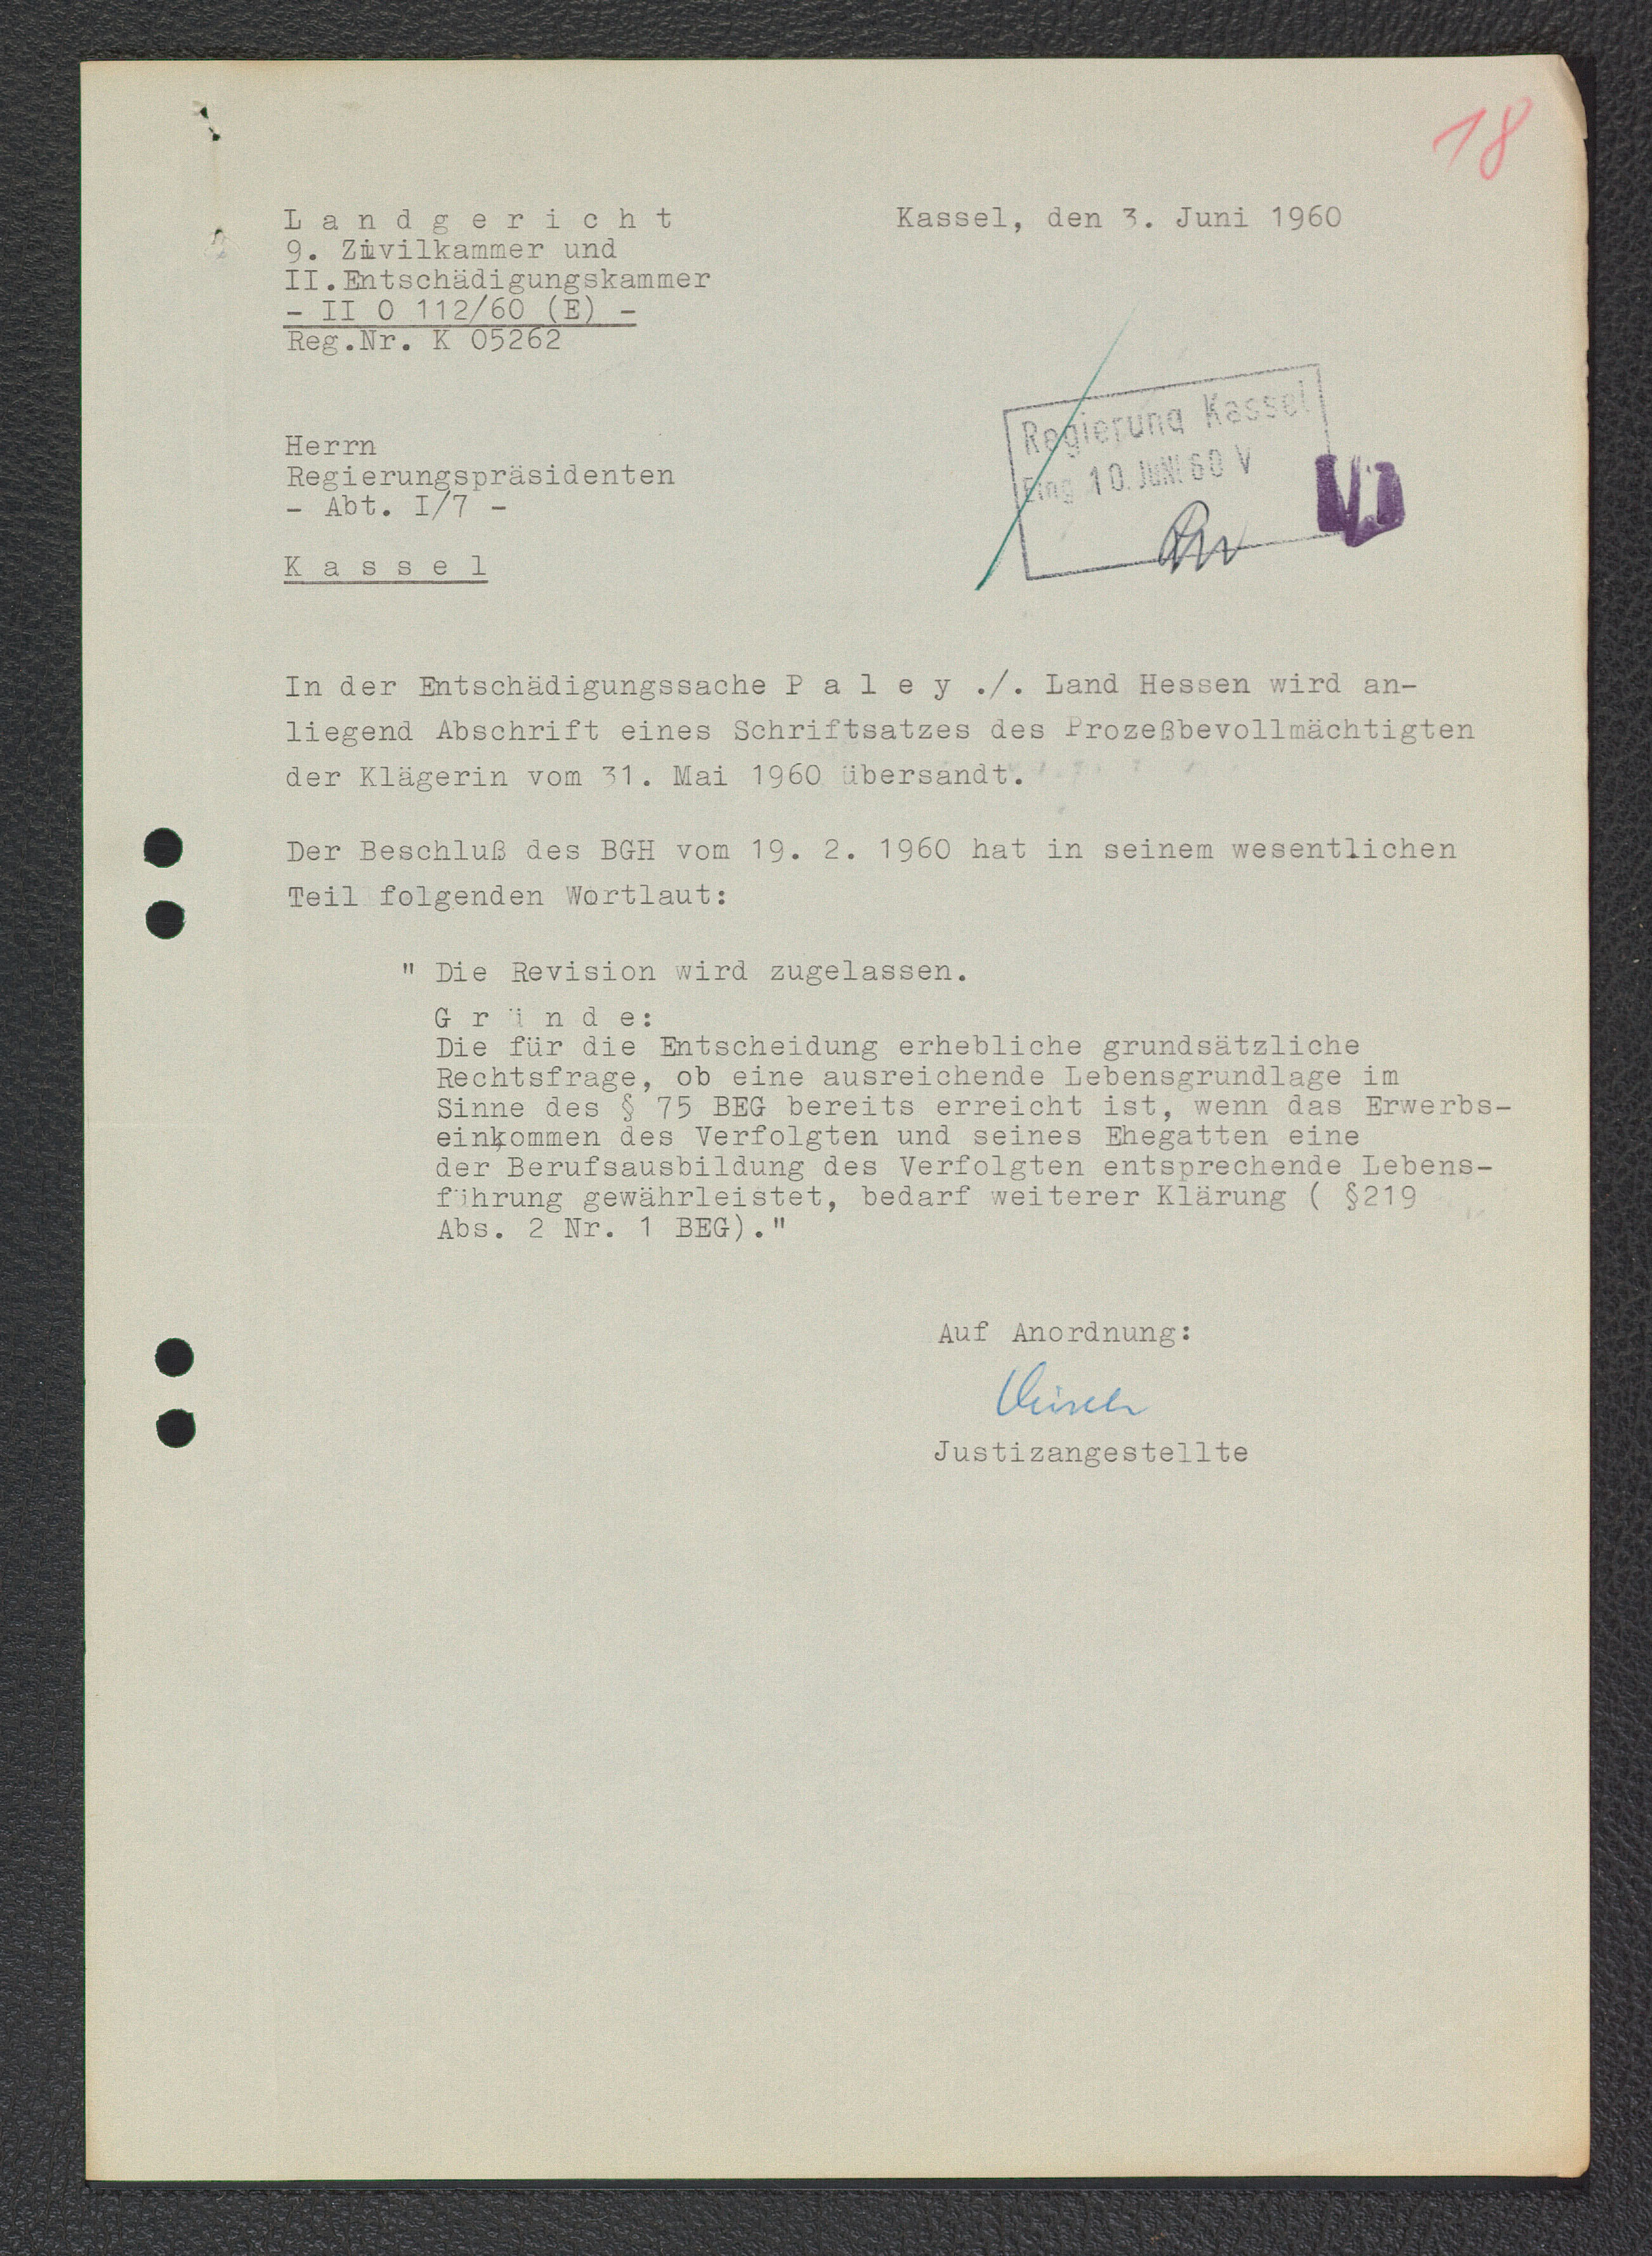 18
L a n d g e r i c h t
Kassel, den 3. Juni 1960
9. Zivilkammer und
II.Entschädigungskammer
- II O 112/60 (E) -
Reg.Nr. K 05262
Regierung Kassel
Eing. 10. JUNI 60 V
Herrn
Regierungspräsidenten
- Abt. I/7 -
K a s s e l
In der Entschädigungssache P a l e y ./. Land Hessen wird an-
liegend Abschrift eines Schriftsatzes des Prozeßbevollmächtigten
der Klägerin vom 31. Mai 1960 übersandt.
Der Beschluß des BGH vom 19. 2. 1960 hat in seinem wesentlichen
Teil folgenden Wortlaut:
" Die Revision wird zugelassen.
G r ü n d e:
Die für die Entscheidung erhebliche grundsätzliche
Rechtsfrage, ob eine ausreichende Lebensgrundlage im
Sinne des § 75 BEG bereits erreicht ist, wenn das Erwerbs-
einkommen des Verfolgten und seines Ehegatten eine
der Berufsausbildung des Verfolgten entsprechende Lebens-
führung gewährleistet, bedarf weiterer Klärung ( §219
Abs. 2 Nr. 1 BEG)."
Auf Anordnung:
Justizangestellte